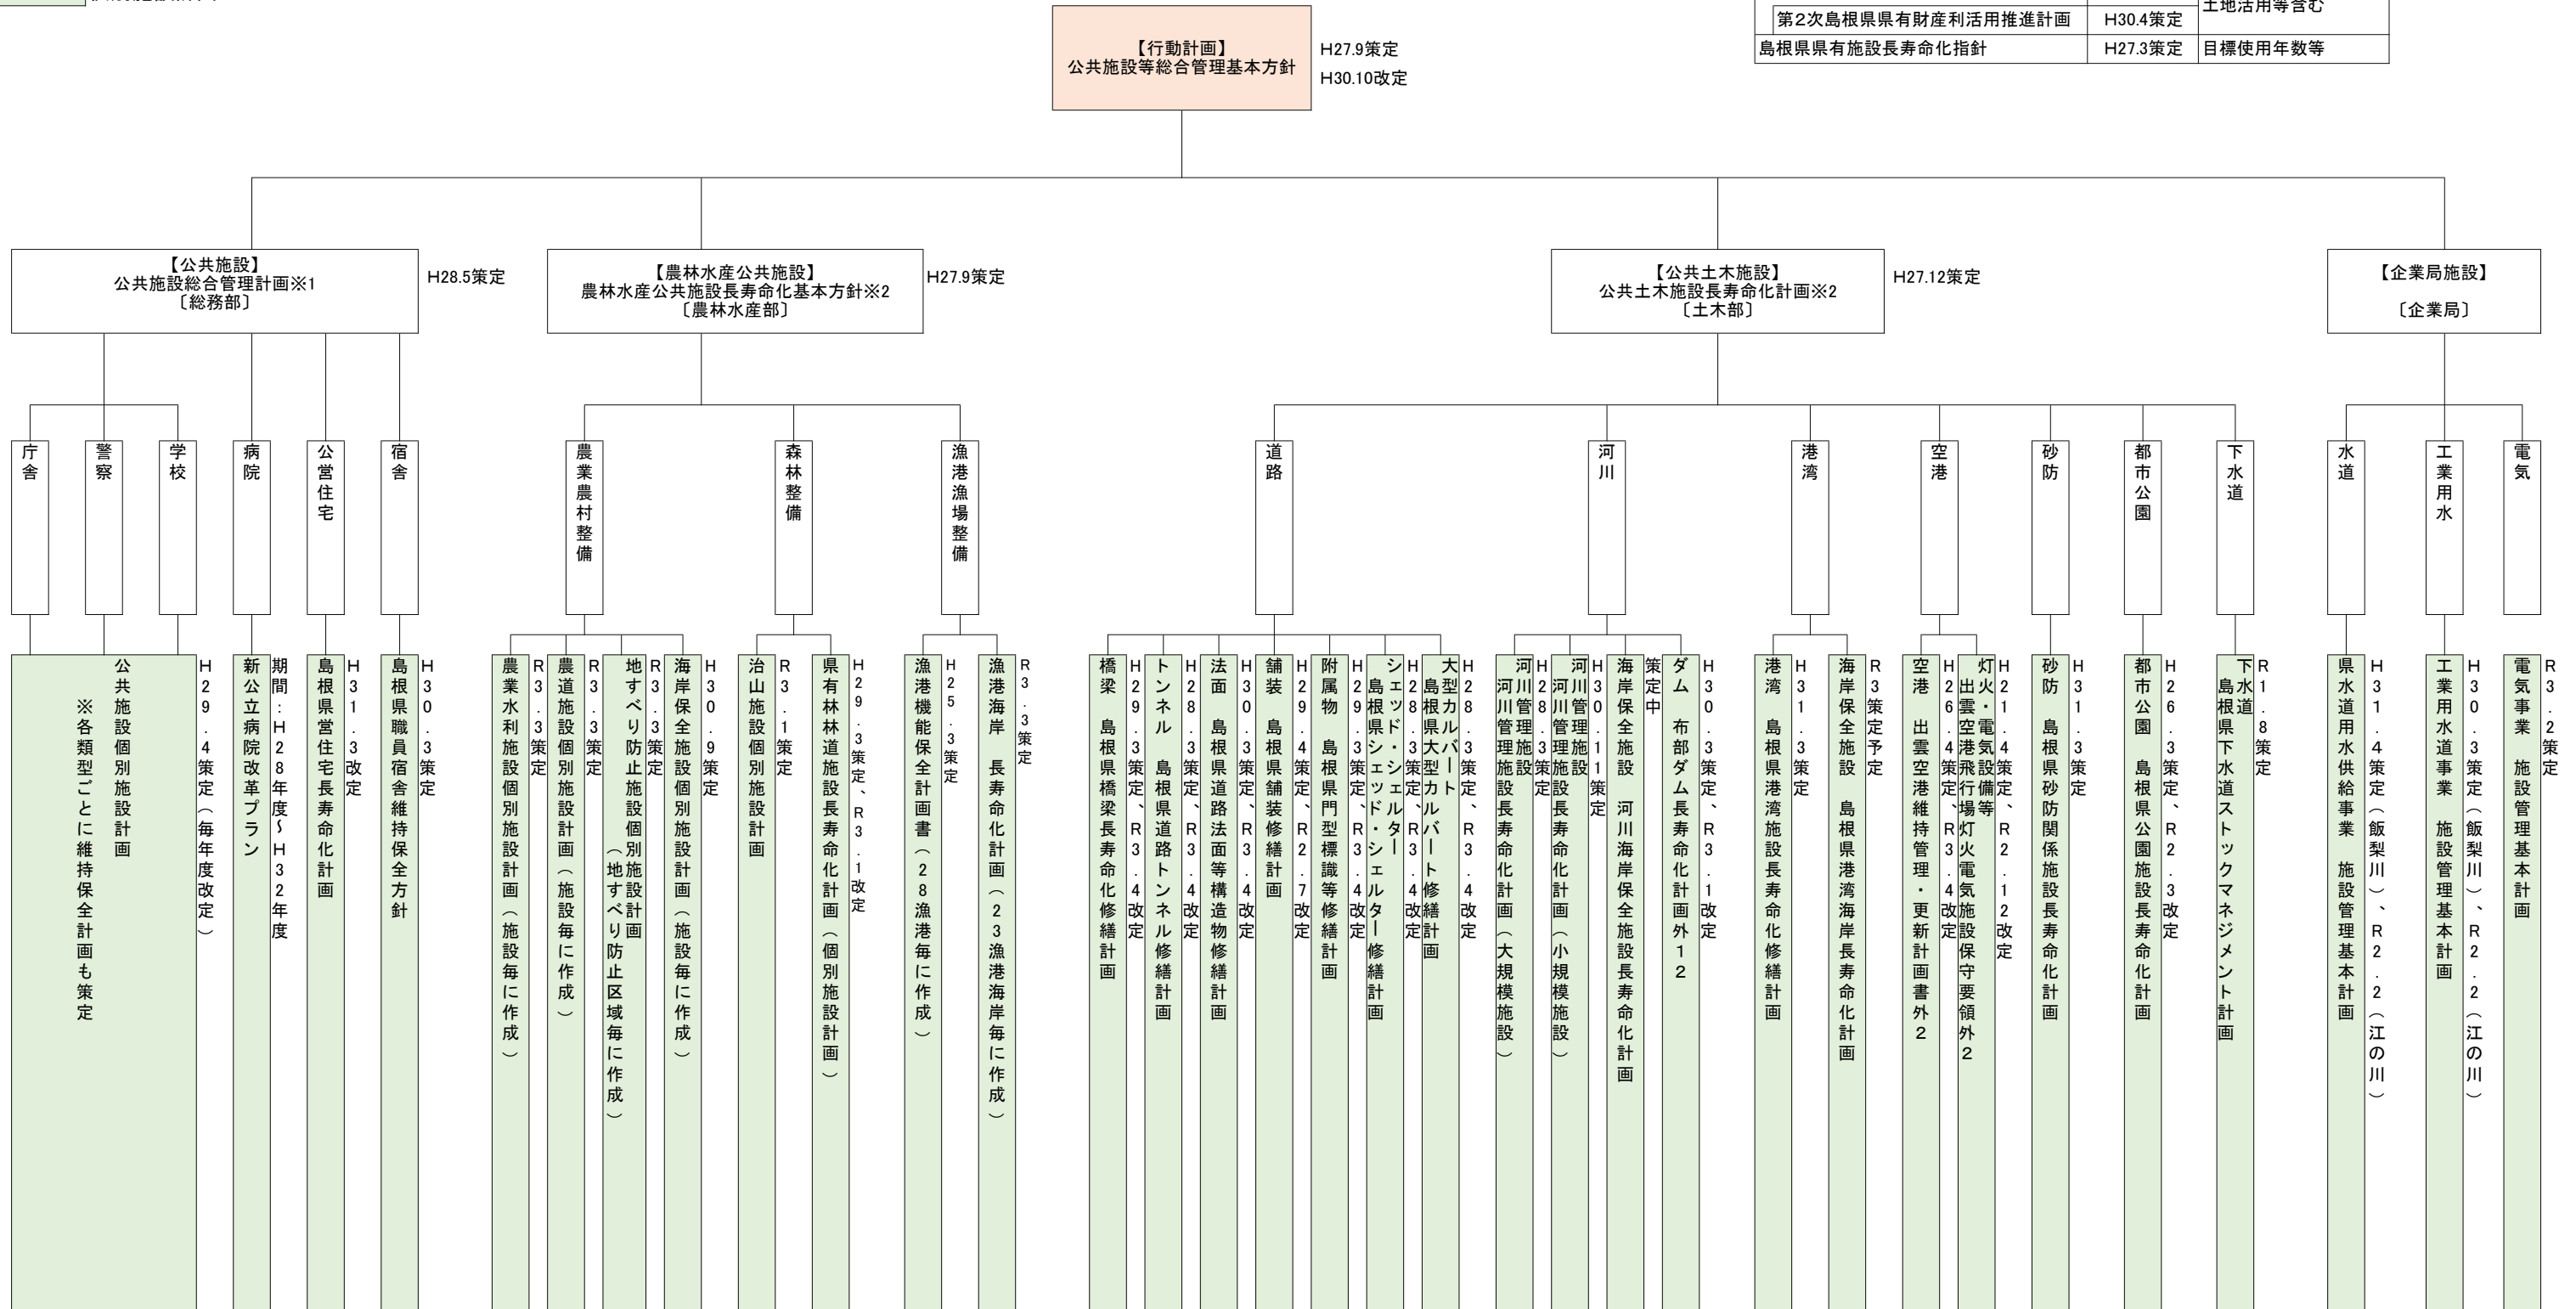 土地活用等含む
第2次島根県県有財産利活用推進計画 H30.4策定
島根県県有施設長寿命化指針 H27.3策定 目標使用年数等
【行動計画】
公共施設等総合管理基本方針
H27.9策定
H30.10改定
【公共施設】
公共施設総合管理計画※1
〔総務部〕
H28.5策定
【農林水産公共施設】
農林水産公共施設長寿命化基本方針※2
〔農林水産部〕
H27.9策定
【公共土木施設】
公共土木施設長寿命化計画※2
〔土木部〕
H27.12策定
【企業局施設】
〔企業局〕
庁舎
警察
学校
病院
公営住宅
宿舎
農業農村整備
森林整備
漁港漁場整備
道路
河川
港湾
空港
砂防
都市公園
下水道
水道
工業用水
電気
公共施設個別施設計画
※各類型ごとに維持保全計画も策定
H29.4策定（毎年度改定）
新公立病院改革プラン
期間：H28年度～H32年度
島根県営住宅長寿命化計画
H31.3改定
島根県職員宿舎維持保全方針
H30.3策定
農業水利施設個別施設計画（施設毎に作成）
R3.3策定
農道施設個別施設計画（施設毎に作成）
R3.3策定
地すべり防止施設個別施設計画
（地すべり防止区域毎に作成）
R3.3策定
海岸保全施設個別施設計画（施設毎に作成）
H30.9策定
治山施設個別施設計画
R3.1策定
県有林林道施設長寿命化計画（個別施設計画）
H29.3策定、R3.1改定
漁港機能保全計画書（28漁港毎に作成）
H25.3策定
漁港海岸　長寿命化計画（23漁港海岸毎に作成）
R3.3策定
橋梁　島根県橋梁長寿命化修繕計画
H29.3策定、R3.4改定
トンネル　島根県道路トンネル修繕計画
H28.3策定、R3.4改定
法面　島根県道路法面等構造物修繕計画
H30.3策定、R3.4改定
舗装　島根県舗装修繕計画
H29.4策定、R2.7改定
附属物　島根県門型標識等修繕計画
H29.3策定、R3.4改定
シェッド・シェルター
島根県シェッド・シェルター修繕計画
H28.3策定、R3.4改定
大型カルバート
島根県大型カルバート修繕計画
H28.3策定、R3.4改定
河川管理施設
河川管理施設長寿命化計画（大規模施設）
H28.3策定
河川管理施設
河川管理施設長寿命化計画（小規模施設）
H30.11策定
海岸保全施設　河川海岸保全施設長寿命化計画
策定中
ダム　布部ダム長寿命化計画外12
H30.3策定、R3.1改定
港湾　島根県港湾施設長寿命化修繕計画
H31.3策定
海岸保全施設　島根県港湾海岸長寿命化計画
R3策定予定
空港　出雲空港維持管理・更新計画書外2
H26.4策定、R3.4改定
灯火・電気設備等
出雲空港飛行場灯火電気施設保守要領外2
H21.4策定、R2.12改定
砂防　島根県砂防関係施設長寿命化計画
H31.3策定
都市公園　島根県公園施設長寿命化計画
H26.3策定、R2.3改定
下水道
島根県下水道ストックマネジメント計画
R1.8策定
県水道用水供給事業　施設管理基本計画
H31.4策定（飯梨川）、R2.2（江の川）
工業用水道事業　施設管理基本計画
H30.3策定（飯梨川）、R2.2（江の川）
電気事業　施設管理基本計画
R3.2策定